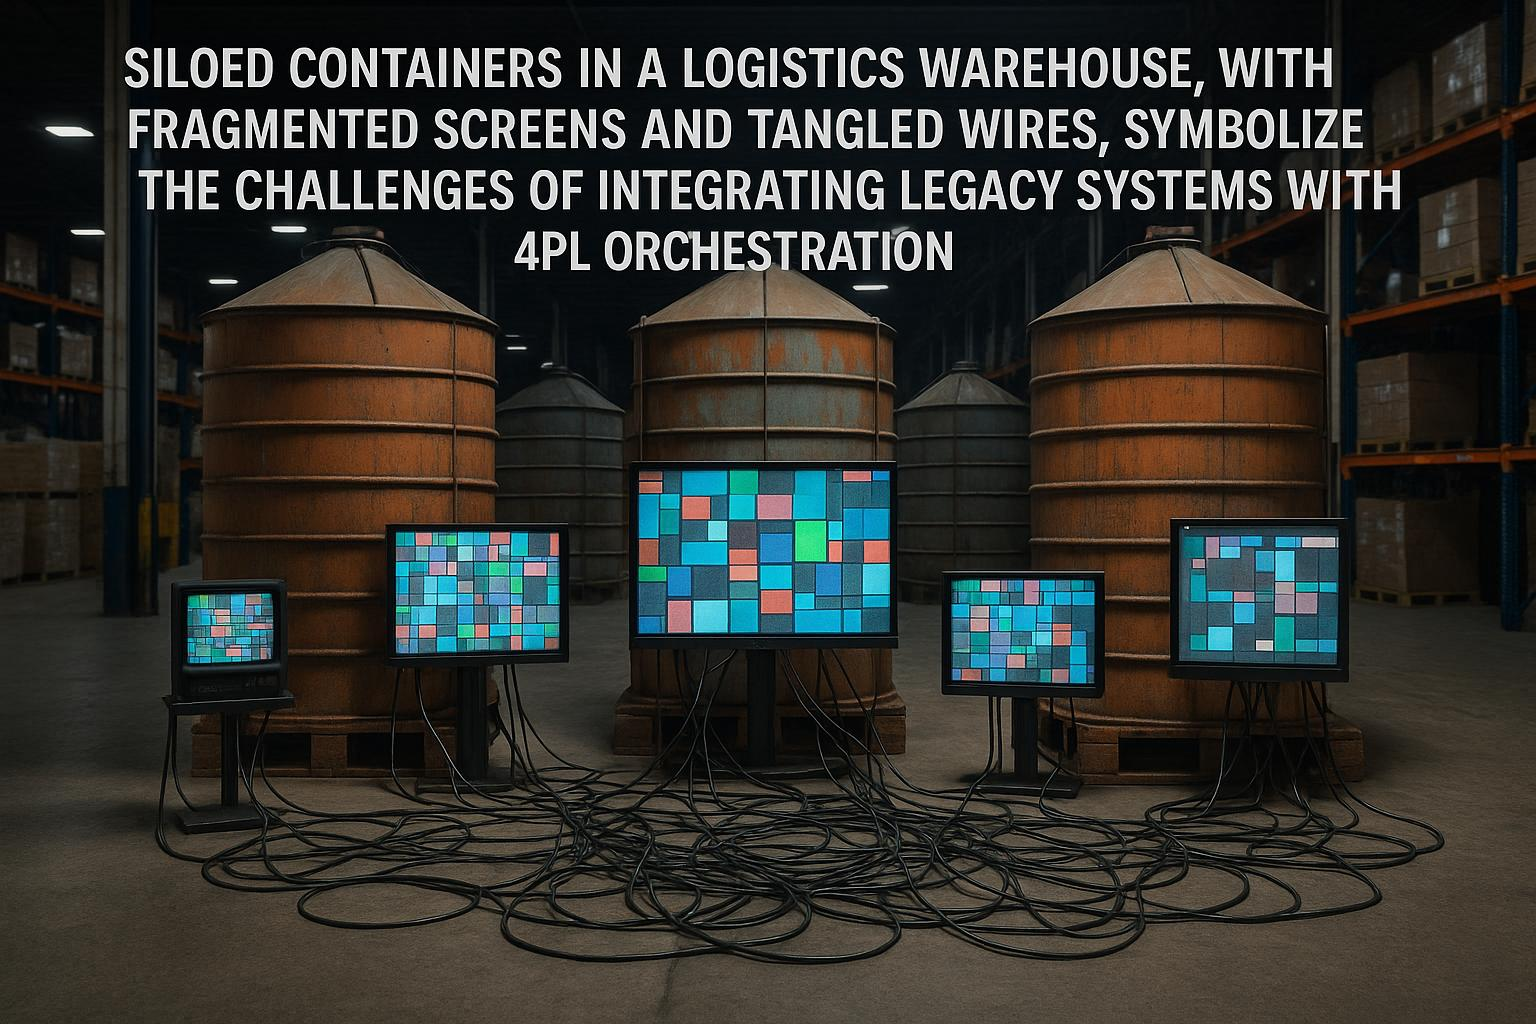 SILOED CONTAINERS IN A LOGISTICS WAREHOUSE, WITH
FRAGMENTED SCREENS AND TANGLED WIRES, SYMBOLIZE
THE CHALLENGES OF INTEGRATING LEGACY SYSTEMS WITH
4PL ORCHESTRATION